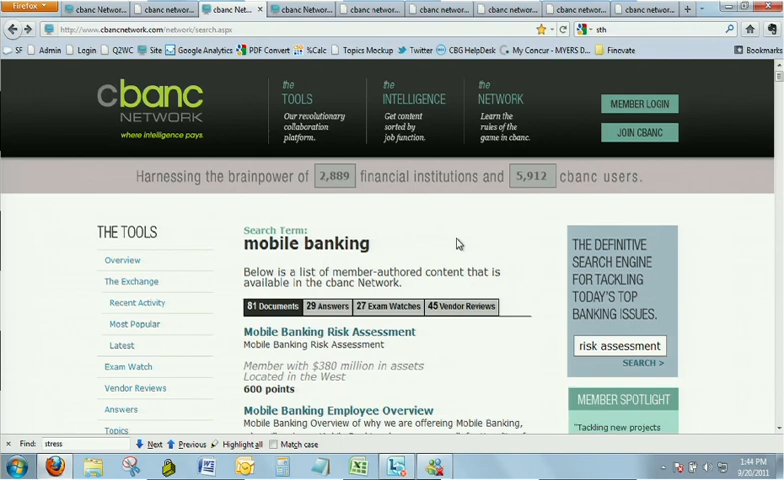 Firefox
cbanc Network...
cbanc networ...
cbanc Net...
cbanc Network...
cbanc networ...
cbanc networ...
cbanc networ...
cbanc networ...
cbanc networ...
http://www.cbancnetwork.com/network/search.aspx
sth
SF
Admin
Login
Q2WC
Site
Google Analytics
PDF Convert
%Calc
Topics Mockup
Twitter
CBG HelpDesk
My Concur - MYERS D...
Finovate
Bookmarks
cbanc
NETWORK
where intelligence pays.
the
TOOLS
Our revolutionary
collaboration
platform.
the
INTELLIGENCE
Get content
sorted by
job function.
the
NETWORK
Learn the
rules of the
game in cbanc.
MEMBER LOGIN
JOIN CBANC
Harnessing the brainpower of 2,889 financial institutions and 5,912 cbanc users.
THE TOOLS
Overview
The Exchange
Recent Activity
Most Popular
Latest
Exam Watch
Vendor Reviews
Answers
Topics
Search Term:
mobile banking
Below is a list of member-authored content that is
available in the cbanc Network.
81 Documents
29 Answers
27 Exam Watches
45 Vendor Reviews
Mobile Banking Risk Assessment
Mobile Banking Risk Assessment
Member with $380 million in assets
Located in the West
600 points
Mobile Banking Employee Overview
Mobile Banking Overview of why we are offereing Mobile Banking,
THE DEFINITIVE
SEARCH ENGINE
FOR TACKLING
TODAY'S TOP
BANKING ISSUES.
risk assessment
SEARCH >
MEMBER SPOTLIGHT
"Tackling new projects
Find:
stress
Next
Previous
Highlight all
Match case
1:44 PM
9/20/2011